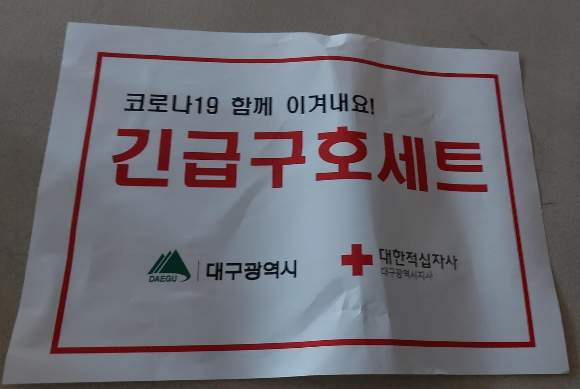 코로나19 함께 이겨내요!
긴급구호세트
DAEGU 대구광역시
대한적십자사
대구광역시지사